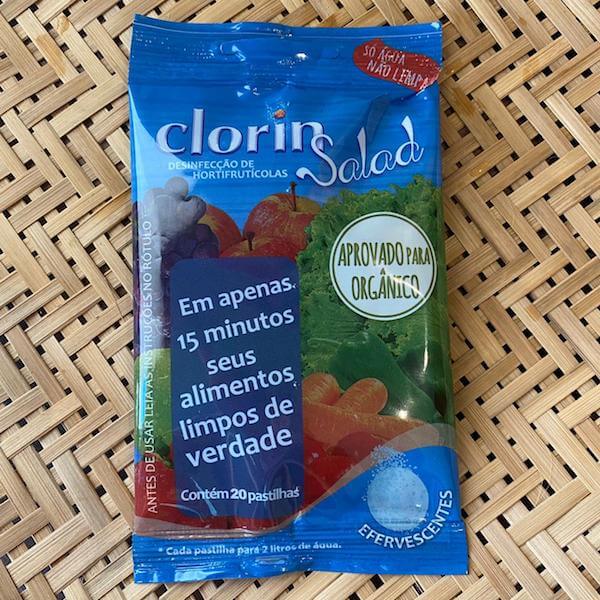 SÓ ÁGUA
NÃO LIMPA
clorin
Salad
DESINFECÇÃO DE
HORTIFRUTÍCOLAS
APROVADO PARA
ORGÂNICO
Em apenas
15 minutos
seus
alimentos
limpos de
verdade
Contém 20 pastilhas
ANTES DE USAR LEIA AS INSTRUÇÕES NO RÓTULO
EFERVESCENTES
* Cada pastilha para 2 litros de água.